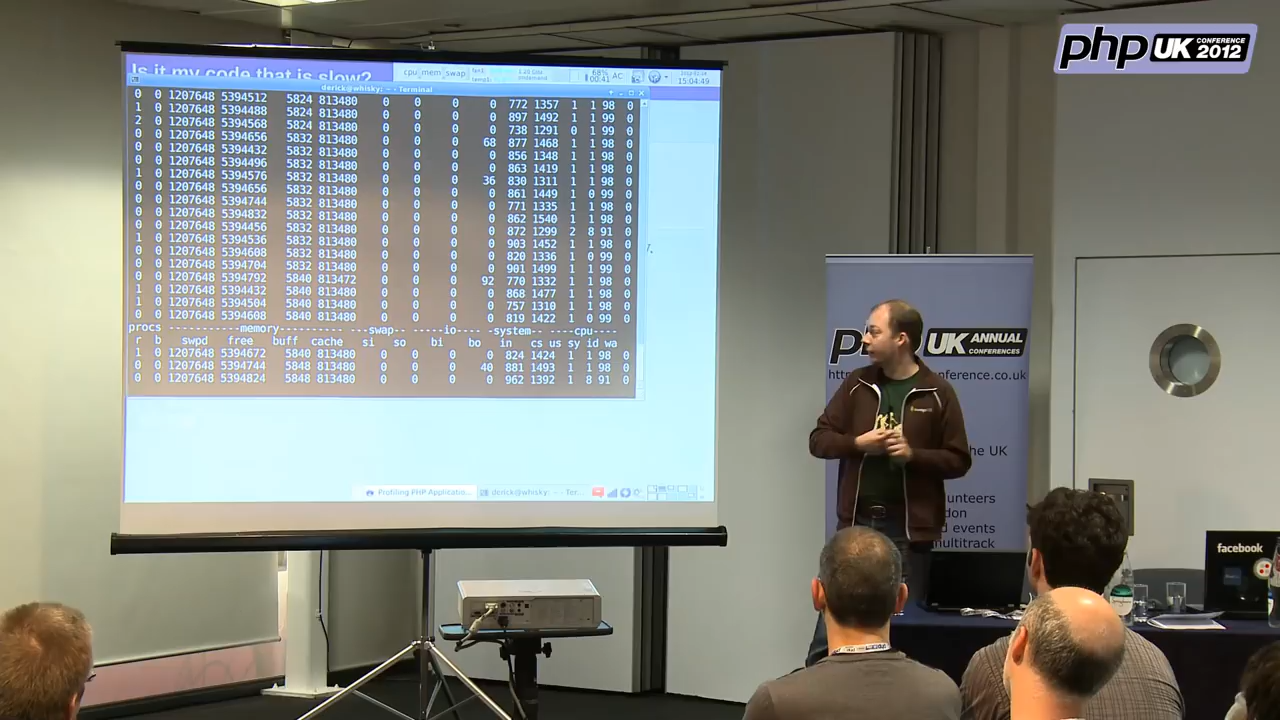 php UK CONFERENCE 2012
Is it my code that is slow?
cpu mem swap
68%
00:41
AC
15:04:49
derick@whisky: ~ - Terminal
0 0 1207648 5394512 5824 813480 0 0 0 0 772 1357 1 1 98 0
1 0 1207648 5394488 5824 813480 0 0 0 0 897 1492 1 1 99 0
2 0 1207648 5394568 5824 813480 0 0 0 0 738 1291 0 1 99 0
0 0 1207648 5394656 5832 813480 0 0 0 68 877 1468 1 1 98 0
0 0 1207648 5394432 5832 813480 0 0 0 0 856 1348 1 1 98 0
0 0 1207648 5394496 5832 813480 0 0 0 0 863 1419 1 1 98 0
1 0 1207648 5394576 5832 813480 0 0 0 36 830 1311 1 1 98 0
0 0 1207648 5394656 5832 813480 0 0 0 0 861 1449 1 0 99 0
0 0 1207648 5394744 5832 813480 0 0 0 0 771 1335 1 1 98 0
0 0 1207648 5394832 5832 813480 0 0 0 0 862 1540 1 1 98 0
0 0 1207648 5394456 5832 813480 0 0 0 0 872 1299 2 8 91 0
1 0 1207648 5394536 5832 813480 0 0 0 0 903 1452 1 1 98 0
0 0 1207648 5394608 5832 813480 0 0 0 0 820 1336 1 0 99 0
0 0 1207648 5394704 5832 813480 0 0 0 0 901 1499 1 1 99 0
0 0 1207648 5394792 5840 813472 0 0 0 92 770 1332 1 1 98 0
1 0 1207648 5394432 5840 813480 0 0 0 0 868 1477 1 1 98 0
1 0 1207648 5394504 5840 813480 0 0 0 0 757 1310 1 1 98 0
0 0 1207648 5394608 5840 813480 0 0 0 0 819 1422 1 0 99 0
procs -----------memory---------- ---swap-- -----io---- -system-- ----cpu----
r b swpd free buff cache si so bi bo in cs us sy id wa
1 0 1207648 5394672 5840 813480 0 0 0 0 824 1424 1 1 98 0
0 0 1207648 5394744 5848 813480 0 0 0 40 881 1493 1 1 98 0
0 0 1207648 5394824 5848 813480 0 0 0 0 962 1392 1 8 91 0
Profiling PHP Applicatio...
derick@whisky: ~ - Ter...
UK ANNUAL
CONFERENCES
nference.co.uk
he UK
unteers
don
d events
multitrack
facebook